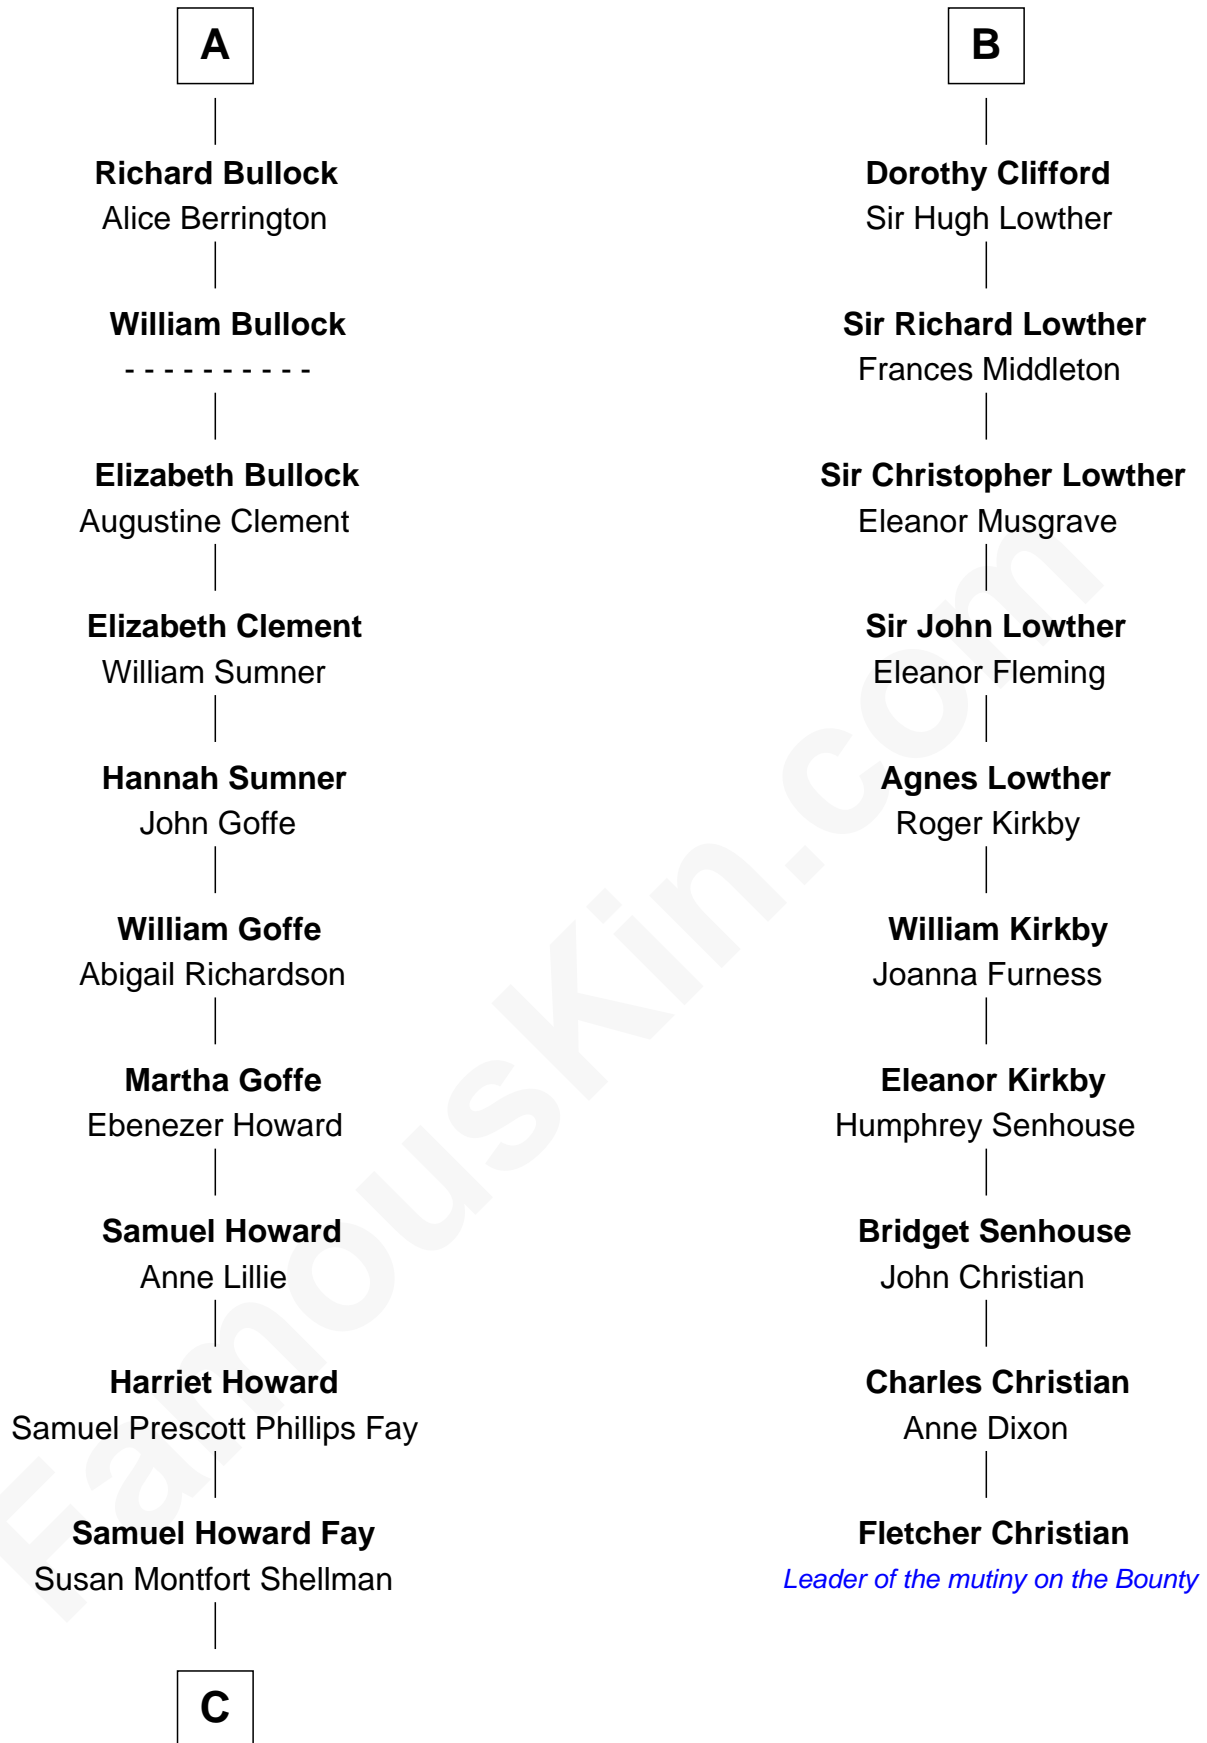 A
Richard Bullock
Alice Berrington
William Bullock
- - - - - - - - - -
Elizabeth Bullock
Augustine Clement
Elizabeth Clement
William Sumner
Hannah Sumner
John Goffe
William Goffe
Abigail Richardson
Martha Goffe
Ebenezer Howard
Samuel Howard
Anne Lillie
Harriet Howard
Samuel Prescott Phillips Fay
Samuel Howard Fay
Susan Montfort Shellman
C
B
Dorothy Clifford
Sir Hugh Lowther
Sir Richard Lowther
Frances Middleton
Sir Christopher Lowther
Eleanor Musgrave
Sir John Lowther
Eleanor Fleming
Agnes Lowther
Roger Kirkby
William Kirkby
Joanna Furness
Eleanor Kirkby
Humphrey Senhouse
Bridget Senhouse
John Christian
Charles Christian
Anne Dixon
Fletcher Christian
Leader of the mutiny on the Bounty
FamousKin.com